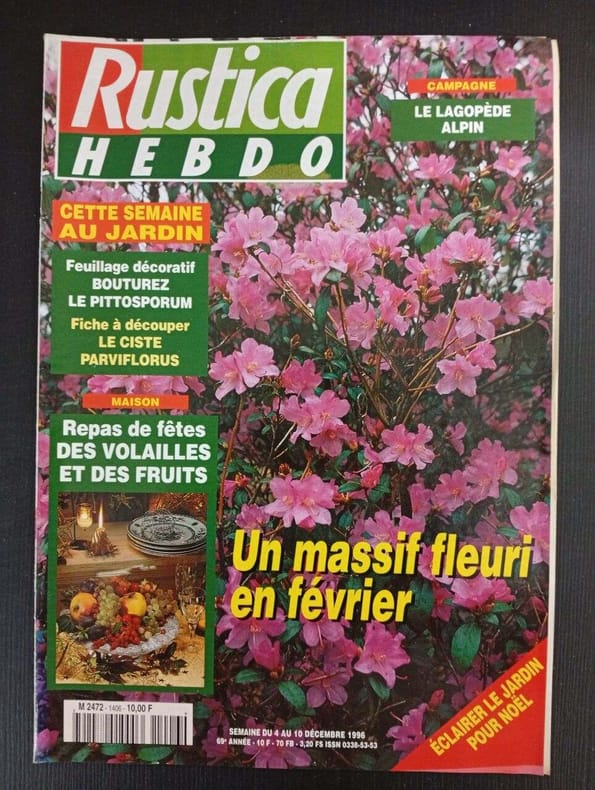 Rustica
HEBDO
CAMPAGNE
LE LAGOPÈDE
ALPIN
CETTE SEMAINE
AU JARDIN
Feuillage décoratif
BOUTUREZ
LE PITTOSPORUM
Fiche à découper
LE CISTE
PARVIFLORUS
MAISON
Repas de fêtes
DES VOLAILLES
ET DES FRUITS
Un massif fleuri
en février
ÉCLAIRER LE JARDIN
POUR NOËL
M 2472 - 1406 - 10,00 F
SEMAINE DU 4 AU 10 DÉCEMBRE 1996
69e ANNÉE - 10 F - 70 FB - 3,20 FS ISSN 0338-53-53